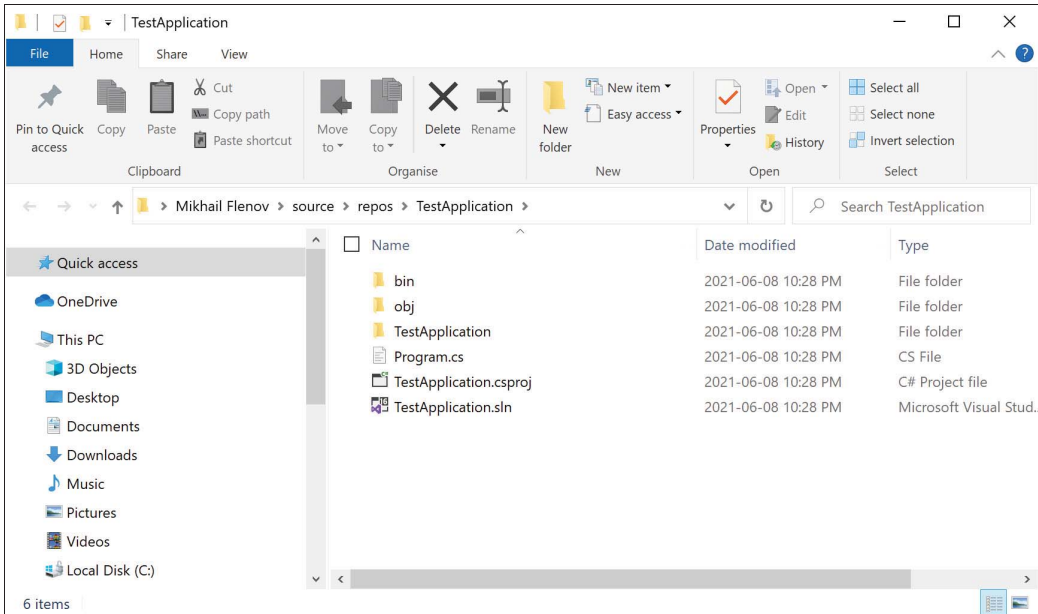 TestApplication
File Home Share View
Pin to Quick access
Copy
Paste
Cut
Copy path
Paste shortcut
Clipboard
Move to
Copy to
Delete
Rename
Organise
New folder
New item
Easy access
New
Properties
Open
Edit
History
Open
Select all
Select none
Invert selection
Select
Mikhail Flenov > source > repos > TestApplication >
Search TestApplication
Quick access
OneDrive
This PC
3D Objects
Desktop
Documents
Downloads
Music
Pictures
Videos
Local Disk (C:)
Name Date modified Type
bin 2021-06-08 10:28 PM File folder
obj 2021-06-08 10:28 PM File folder
TestApplication 2021-06-08 10:28 PM File folder
Program.cs 2021-06-08 10:28 PM CS File
TestApplication.csproj 2021-06-08 10:28 PM C# Project file
TestApplication.sln 2021-06-08 10:28 PM Microsoft Visual Stud..
6 items